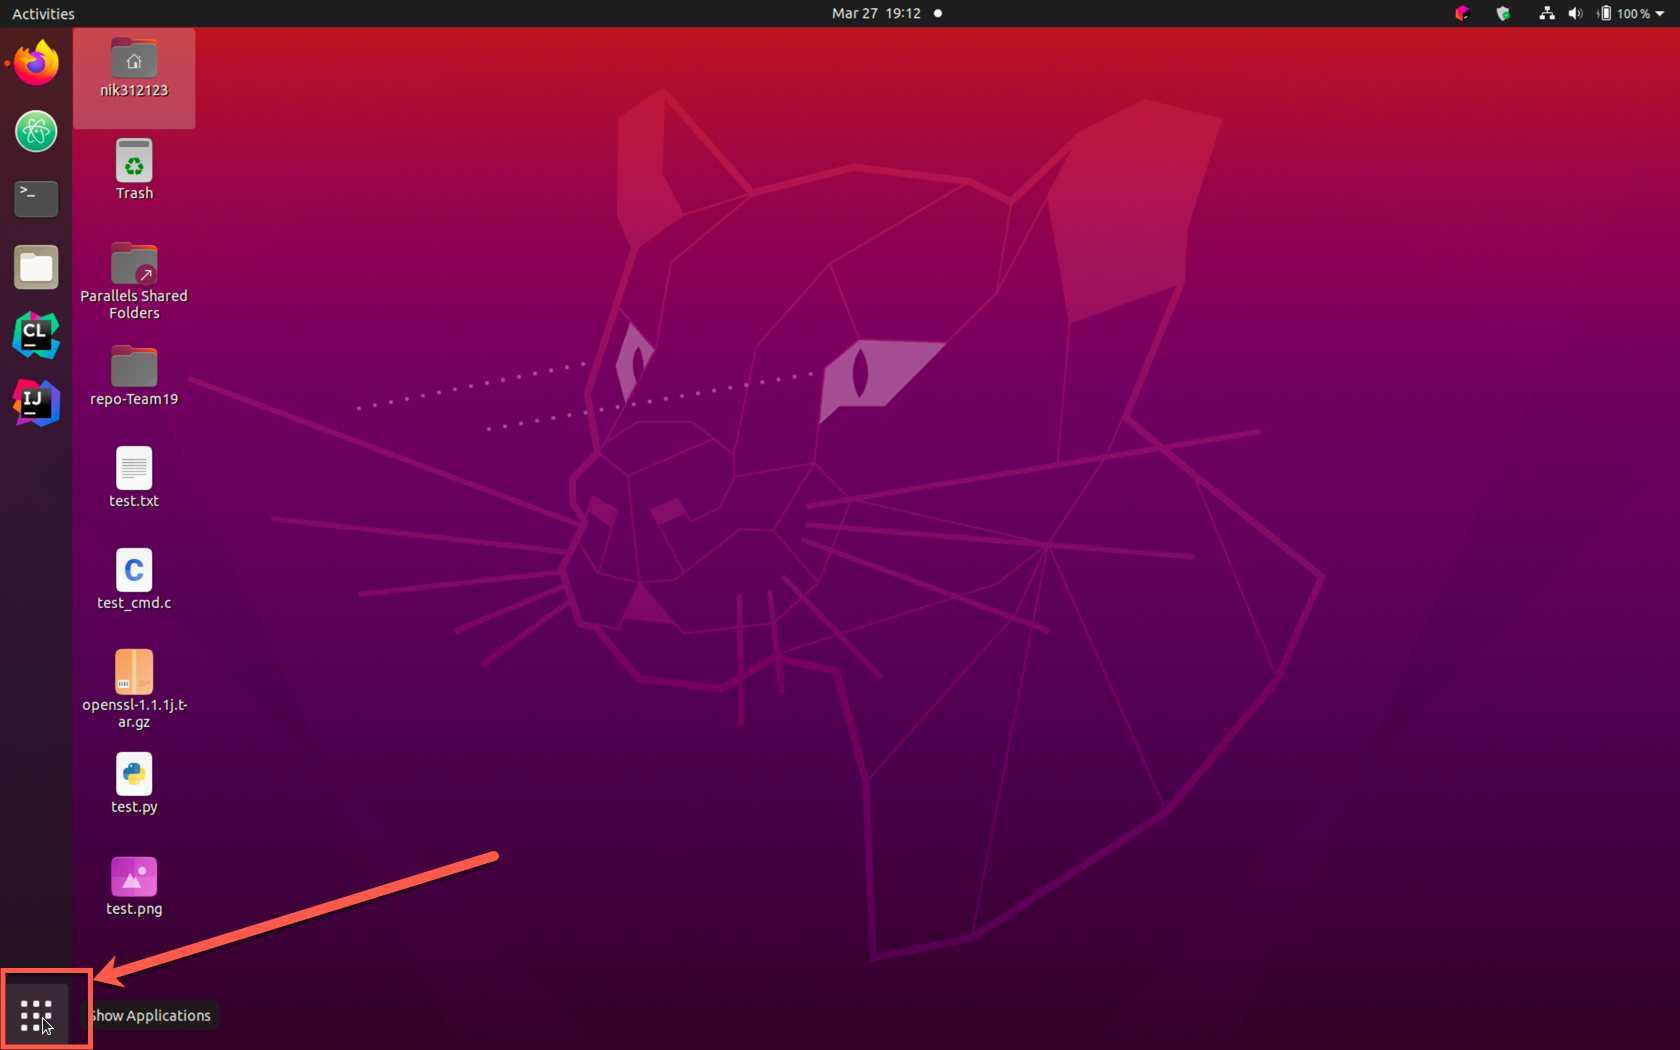 Activities
Mar 27 19:12
100 %
nik312123
Trash
Parallels Shared
Folders
repo-Team19
test.txt
C
test_cmd.c
openssl-1.1.1j.t-
ar.gz
test.py
test.png
>_
CL
IJ
Show Applications